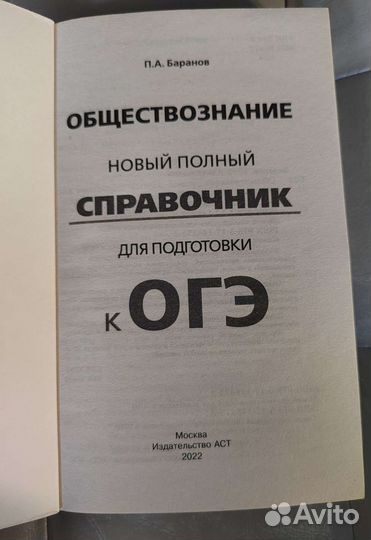 П.А. Баранов
ОБЩЕСТВОЗНАНИЕ
НОВЫЙ ПОЛНЫЙ
СПРАВОЧНИК
ДЛЯ ПОДГОТОВКИ
К ОГЭ
Москва
Издательство АСТ
2022
Avito